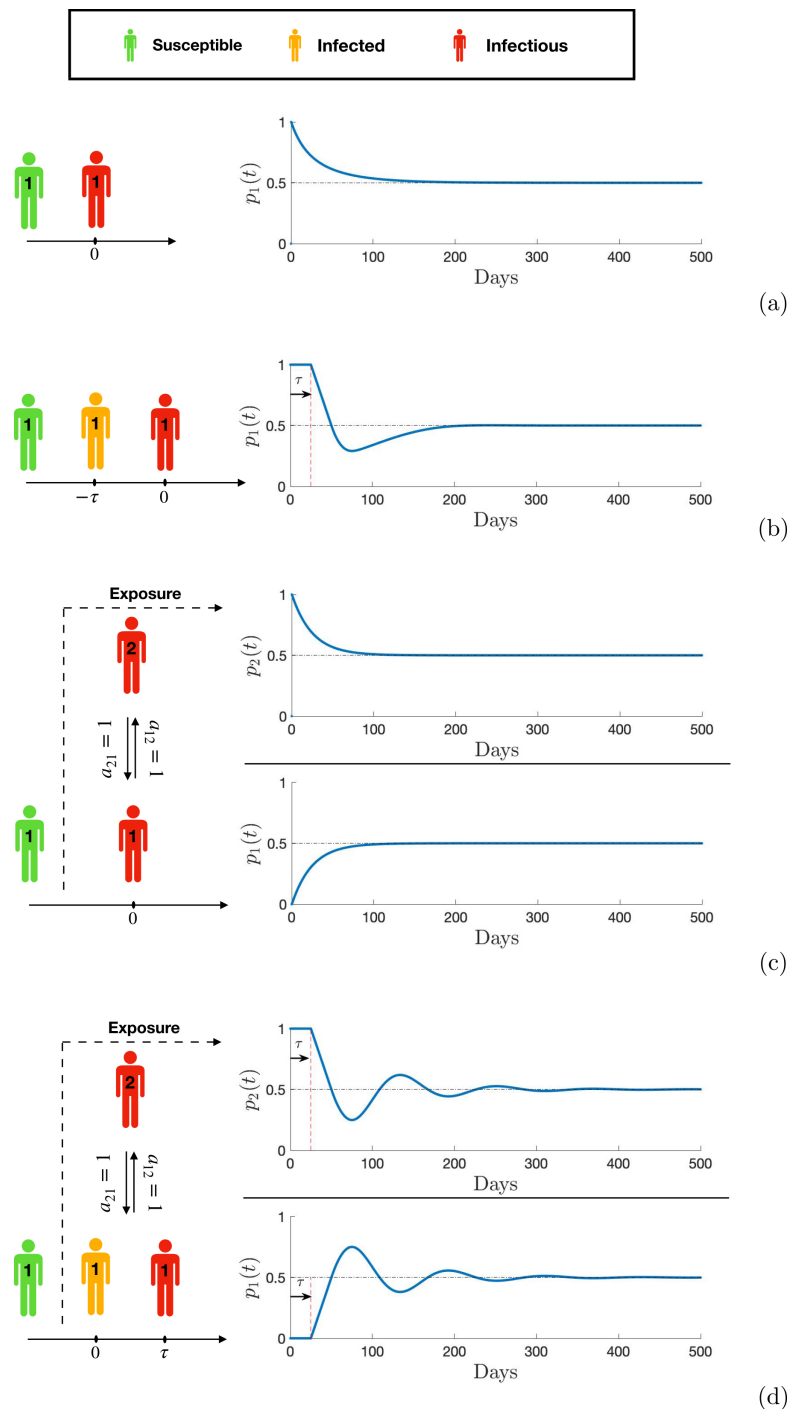 Susceptible Infected Infectious
1 1
0
p₁(t)
1
0.5
0
0 100 200 300 400 500
Days
(a)
1 1 1
−τ 0
p₁(t)
1
τ
0.5
0
0 100 200 300 400 500
Days
(b)
Exposure
2
a₂₁ = 1
a₁₂ = 1
1 1
0
p₂(t)
1
0.5
0
0 100 200 300 400 500
Days
p₁(t)
1
0.5
0
0 100 200 300 400 500
Days
(c)
Exposure
2
a₂₁ = 1
a₁₂ = 1
1 1 1
0 τ
p₂(t)
1
τ
0.5
0
0 100 200 300 400 500
Days
p₁(t)
1
0.5
τ
0
0 100 200 300 400 500
Days
(d)